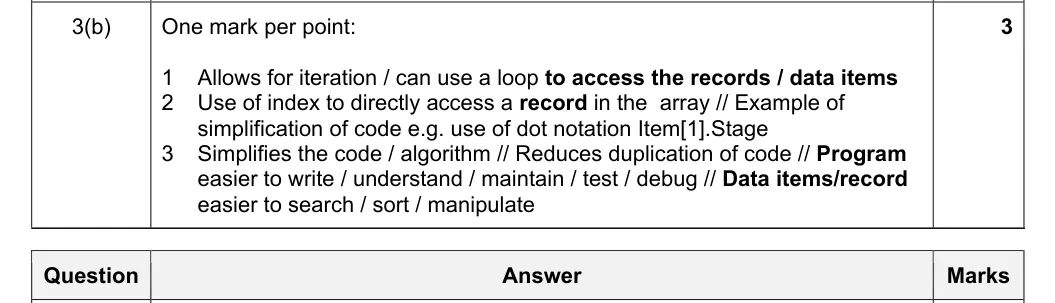 3(b) One mark per point: 3
1 Allows for iteration / can use a loop to access the records / data items
2 Use of index to directly access a record in the array // Example of
simplification of code e.g. use of dot notation Item[1].Stage
3 Simplifies the code / algorithm // Reduces duplication of code // Program
easier to write / understand / maintain / test / debug // Data items/record
easier to search / sort / manipulate
Question Answer Marks